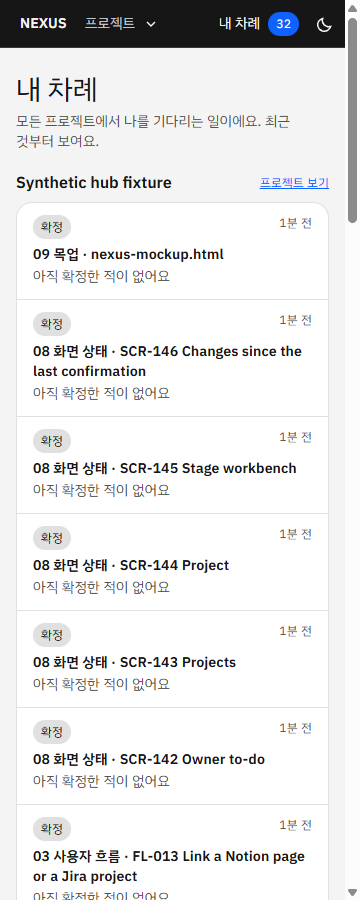 NEXUS 프로젝트 내 차례 32
내 차례
모든 프로젝트에서 나를 기다리는 일이에요. 최근
것부터 보여요.
Synthetic hub fixture 프로젝트 보기
확정 1분 전
09 목업 · nexus-mockup.html
아직 확정한 적이 없어요
확정 1분 전
08 화면 상태 · SCR-146 Changes since the
last confirmation
아직 확정한 적이 없어요
확정 1분 전
08 화면 상태 · SCR-145 Stage workbench
아직 확정한 적이 없어요
확정 1분 전
08 화면 상태 · SCR-144 Project
아직 확정한 적이 없어요
확정 1분 전
08 화면 상태 · SCR-143 Projects
아직 확정한 적이 없어요
확정 1분 전
08 화면 상태 · SCR-142 Owner to-do
아직 확정한 적이 없어요
확정 1분 전
03 사용자 흐름 · FL-013 Link a Notion page
or a Jira project
아직 확정한 적이 없어요